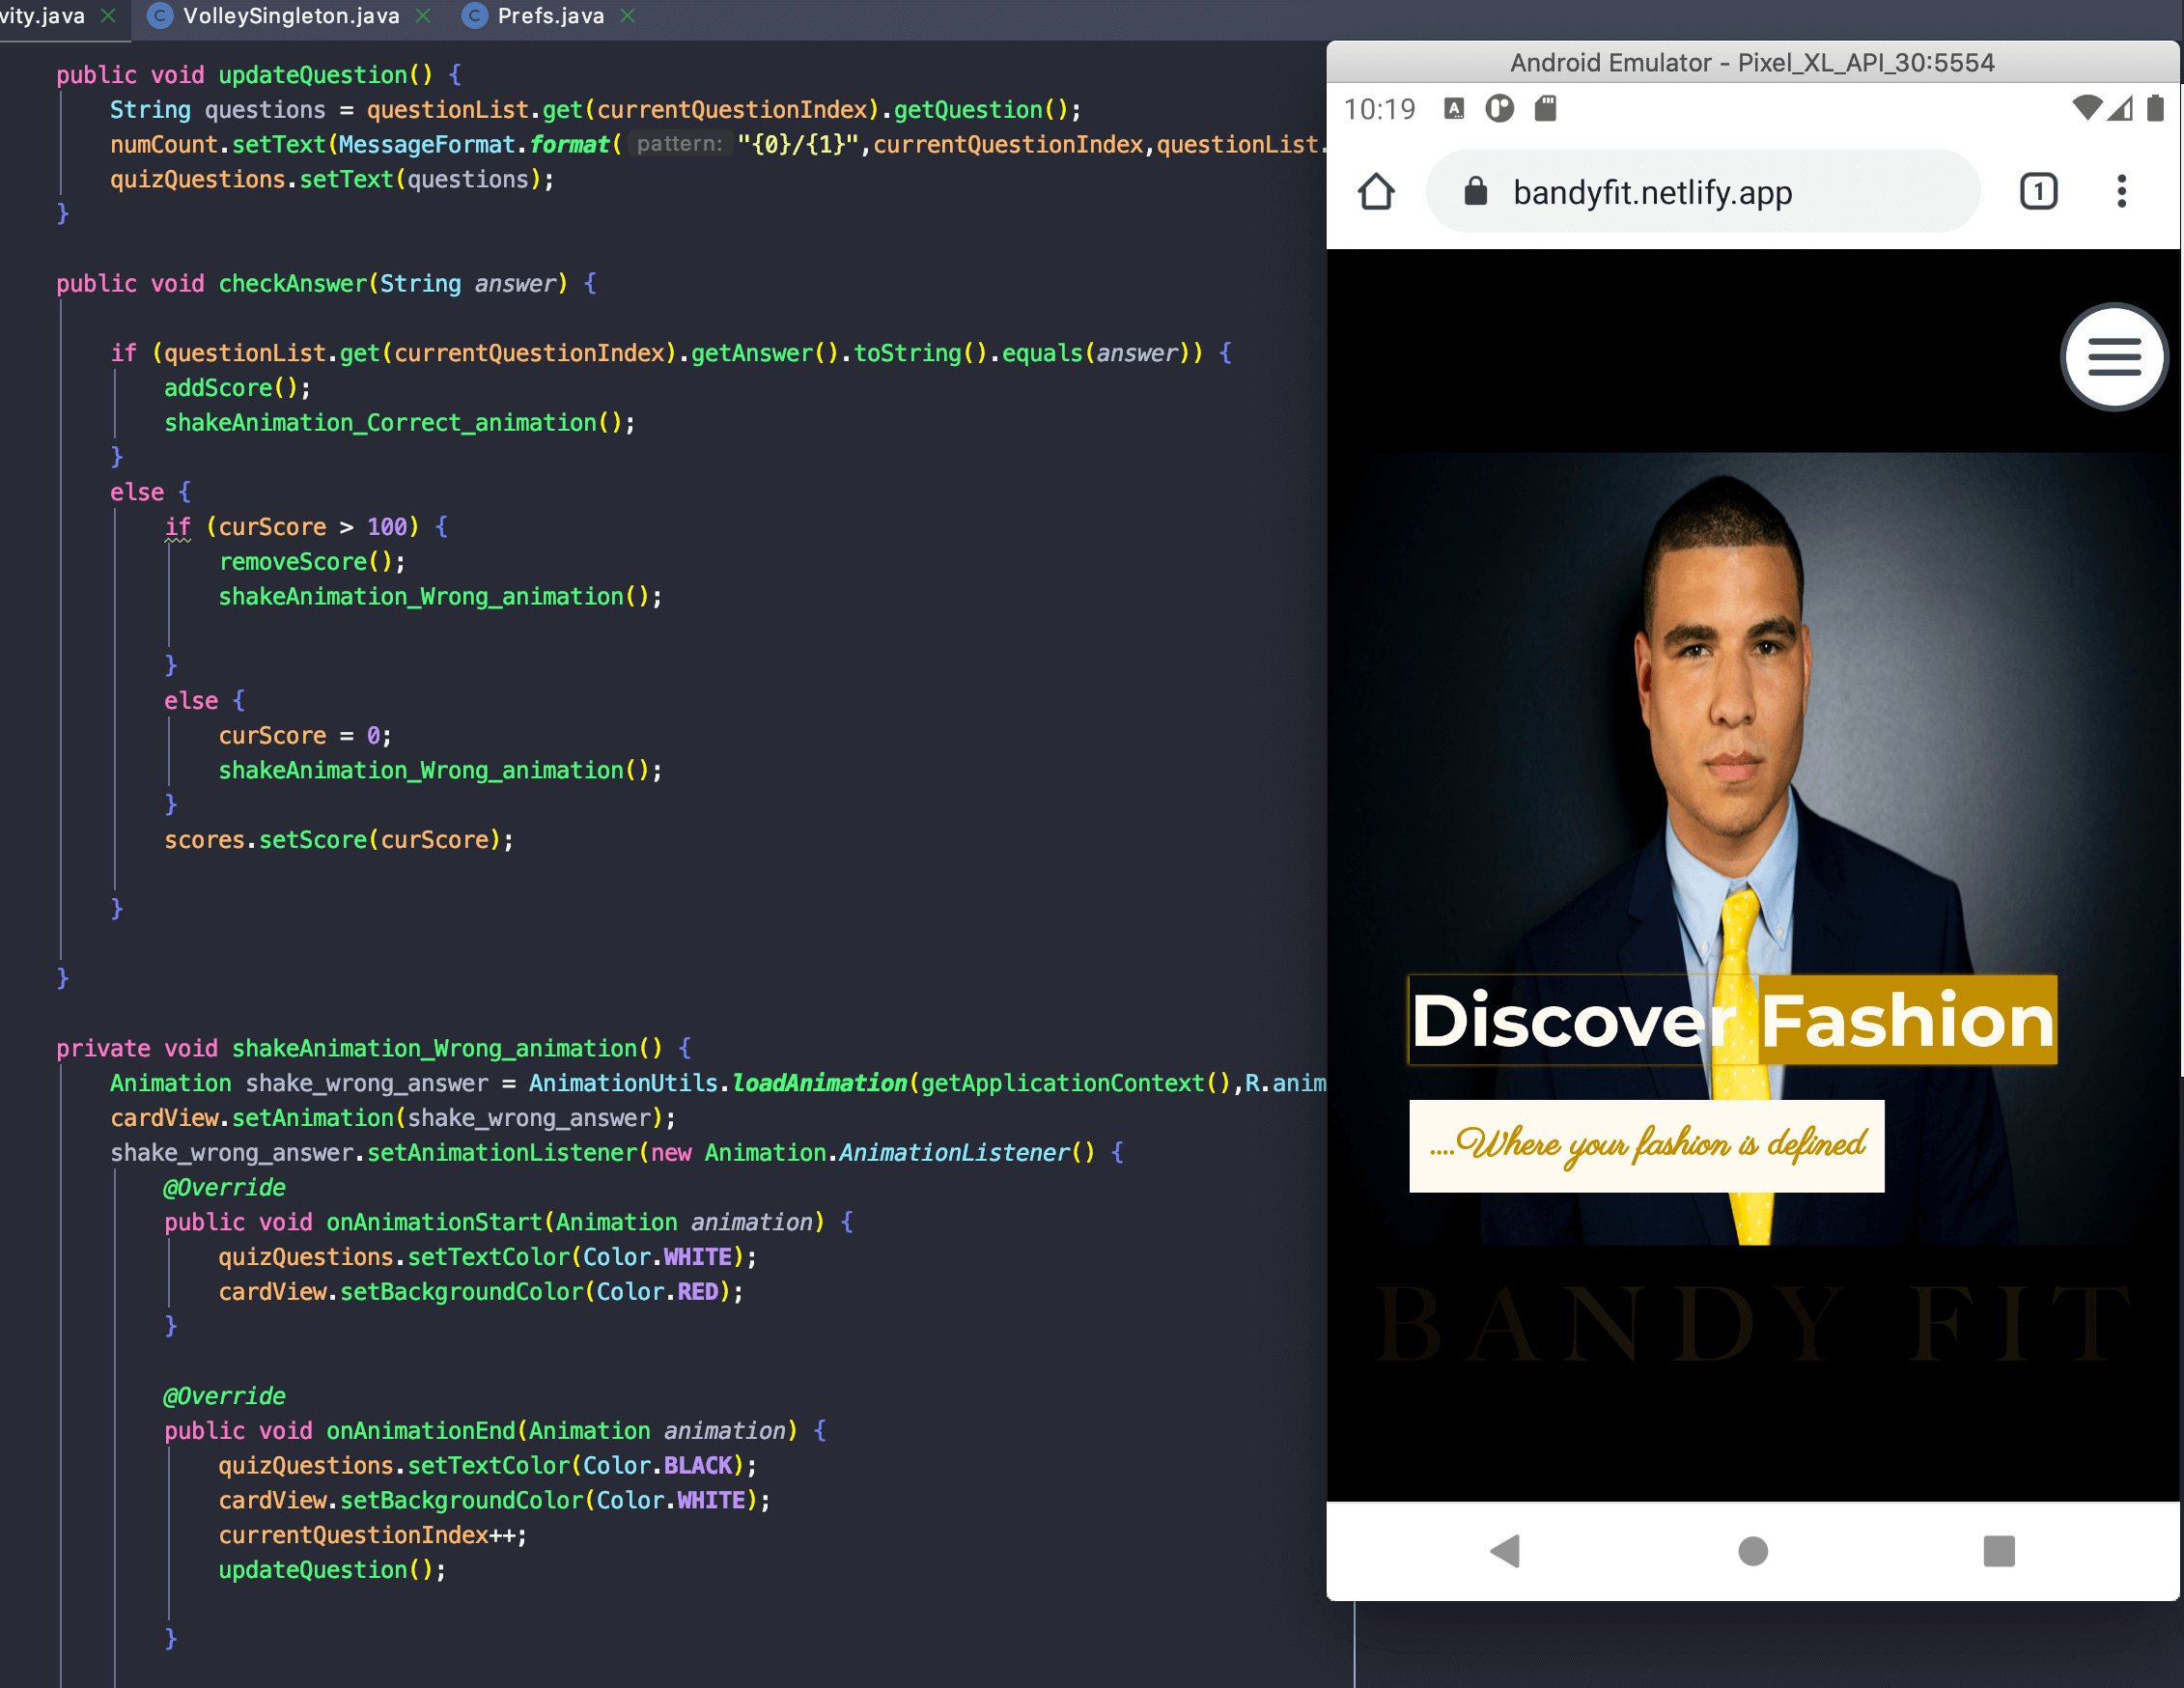 vity.java
VolleySingleton.java
Prefs.java
public void updateQuestion() {
String questions = questionList.get(currentQuestionIndex).getQuestion();
numCount.setText(MessageFormat.format( pattern: "{0}/{1}",currentQuestionIndex,questionList.
quizQuestions.setText(questions);
}
public void checkAnswer(String answer) {
if (questionList.get(currentQuestionIndex).getAnswer().toString().equals(answer)) {
addScore();
shakeAnimation_Correct_animation();
}
else {
if (curScore > 100) {
removeScore();
shakeAnimation_Wrong_animation();
}
else {
curScore = 0;
shakeAnimation_Wrong_animation();
}
scores.setScore(curScore);
}
}
private void shakeAnimation_Wrong_animation() {
Animation shake_wrong_answer = AnimationUtils.loadAnimation(getApplicationContext(),R.anim
cardView.setAnimation(shake_wrong_answer);
shake_wrong_answer.setAnimationListener(new Animation.AnimationListener() {
@Override
public void onAnimationStart(Animation animation) {
quizQuestions.setTextColor(Color.WHITE);
cardView.setBackgroundColor(Color.RED);
}
@Override
public void onAnimationEnd(Animation animation) {
quizQuestions.setTextColor(Color.BLACK);
cardView.setBackgroundColor(Color.WHITE);
currentQuestionIndex++;
updateQuestion();
}
Android Emulator - Pixel_XL_API_30:5554
10:19
bandyfit.netlify.app
1
Discover Fashion
....Where your fashion is defined
BANDY FIT